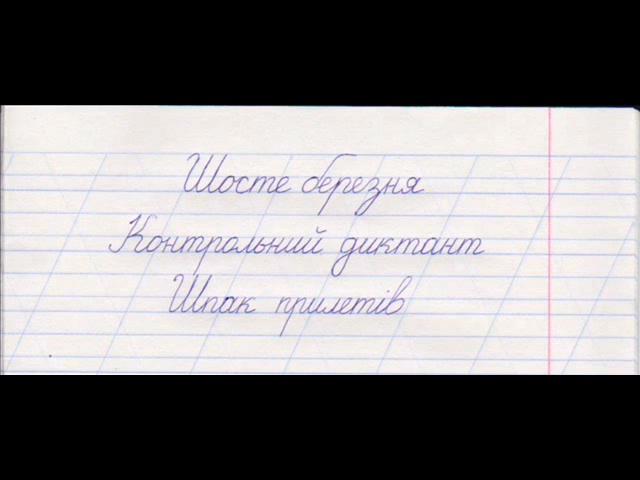 Шосте березня
Контрольний диктант
Шпак прилетів